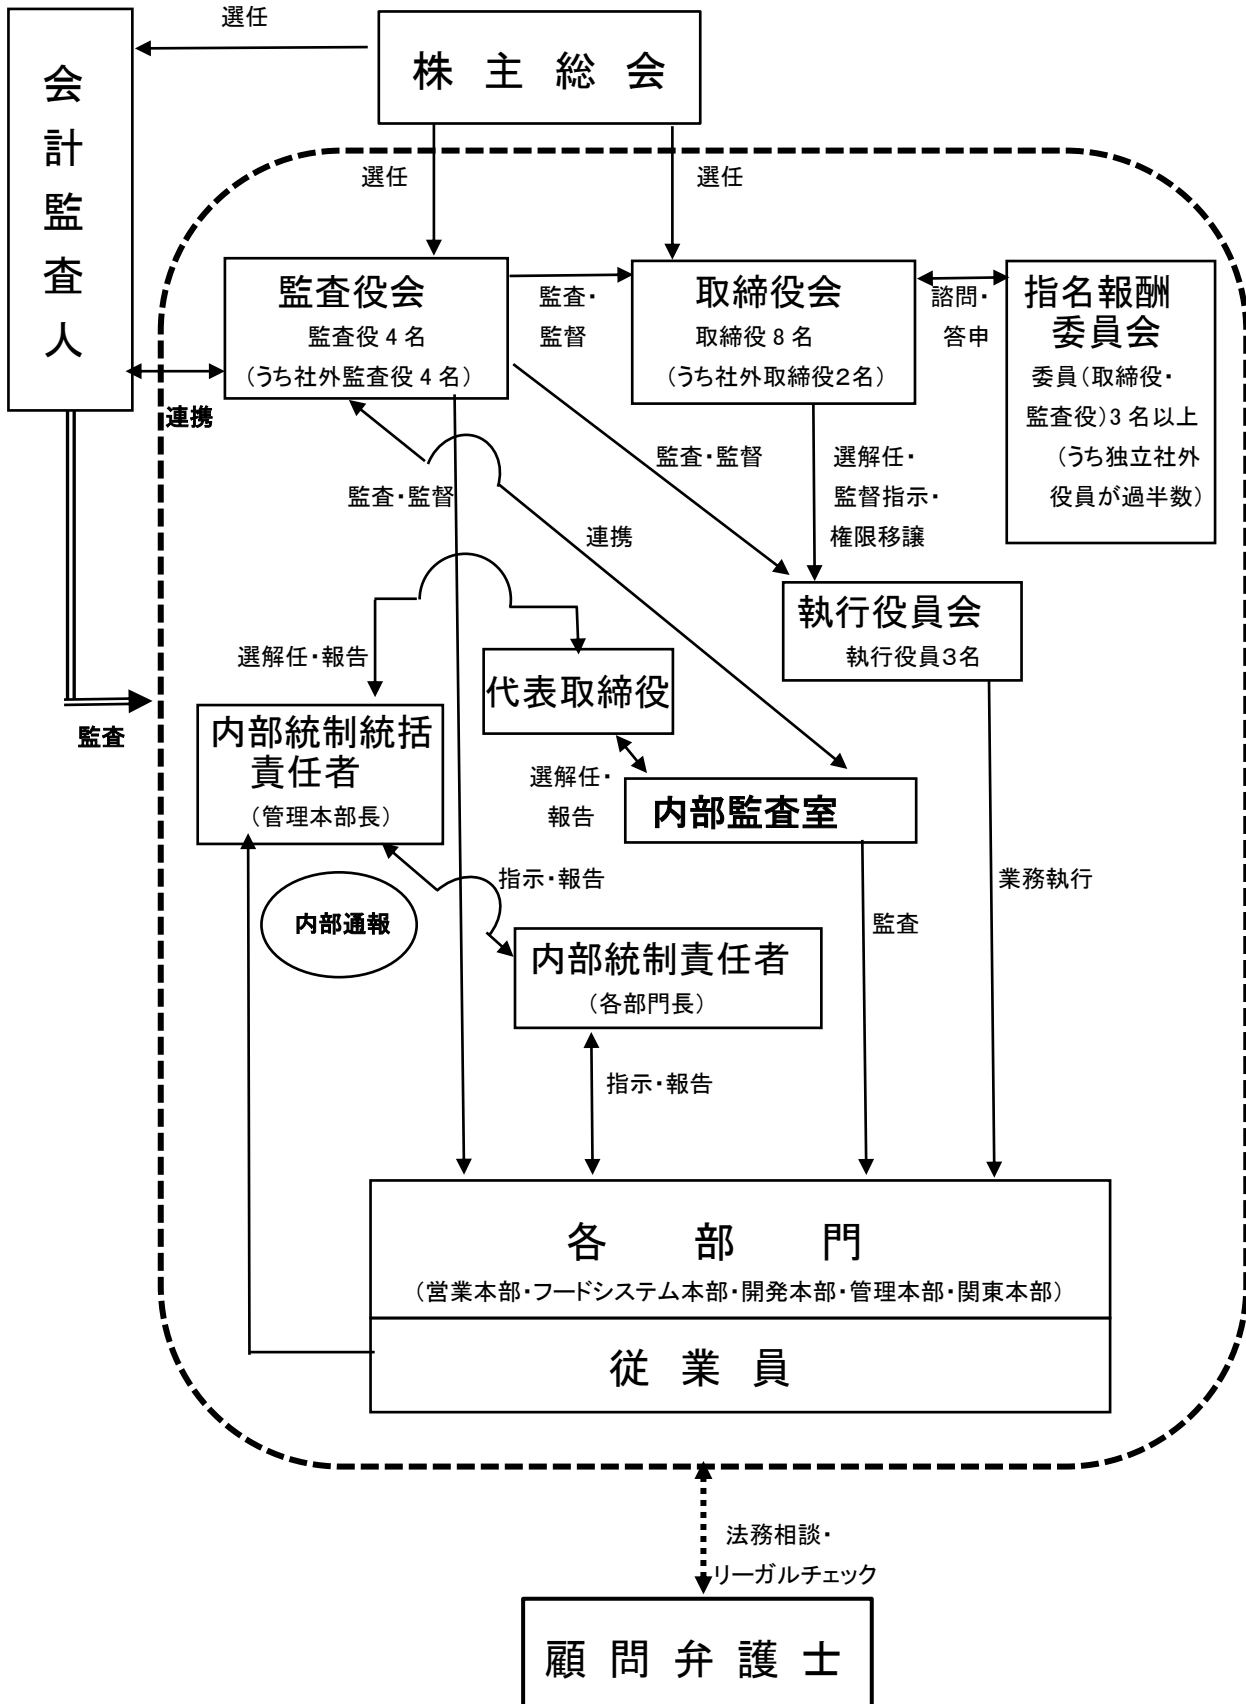 選任
株主総会
会計監査人
選任
選任
監査役会
監査役4名
(うち社外監査役4名)
監査・
監督
取締役会
取締役8名
(うち社外取締役2名)
諮問・
答申
指名報酬
委員会
委員(取締役・
監査役)3名以上
(うち独立社外
役員が過半数)
連携
監査・監督
監査・監督
選解任・
監督指示・
権限移譲
連携
執行役員会
執行役員3名
選解任・報告
代表取締役
監査
内部統制統括
責任者
(管理本部長)
選解任・
報告
内部監査室
指示・報告
業務執行
内部通報
監査
内部統制責任者
(各部門長)
指示・報告
各部門
(営業本部・フードシステム本部・開発本部・管理本部・関東本部)
従業員
法務相談・
リーガルチェック
顧問弁護士